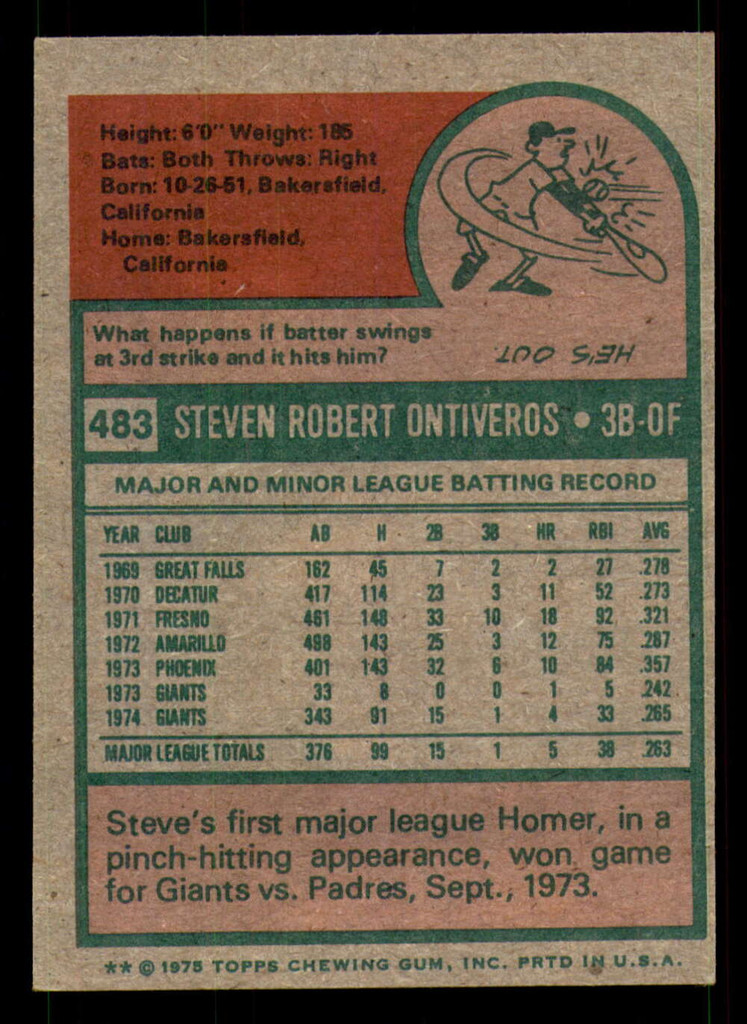 Height: 6'0" Weight: 185
Bats: Both Throws: Right
Born: 10-26-51, Bakersfield,
California
Home: Bakersfield,
California
What happens if batter swings
at 3rd strike and it hits him?
HE'S OUT.
483 STEVEN ROBERT ONTIVEROS • 3B-OF
MAJOR AND MINOR LEAGUE BATTING RECORD
YEAR CLUB AB H 2B 3B HR RBI AVG
1969 GREAT FALLS 162 45 7 2 2 27 .278
1970 DECATUR 417 114 23 3 11 52 .273
1971 FRESNO 461 148 33 10 18 92 .321
1972 AMARILLO 498 143 25 3 12 75 .287
1973 PHOENIX 401 143 32 6 10 84 .357
1973 GIANTS 33 8 0 0 1 5 .242
1974 GIANTS 343 91 15 1 4 33 .265
MAJOR LEAGUE TOTALS 376 99 15 1 5 38 .263
Steve's first major league Homer, in a
pinch-hitting appearance, won game
for Giants vs. Padres, Sept., 1973.
** © 1975 TOPPS CHEWING GUM, INC. PRTD IN U.S.A.